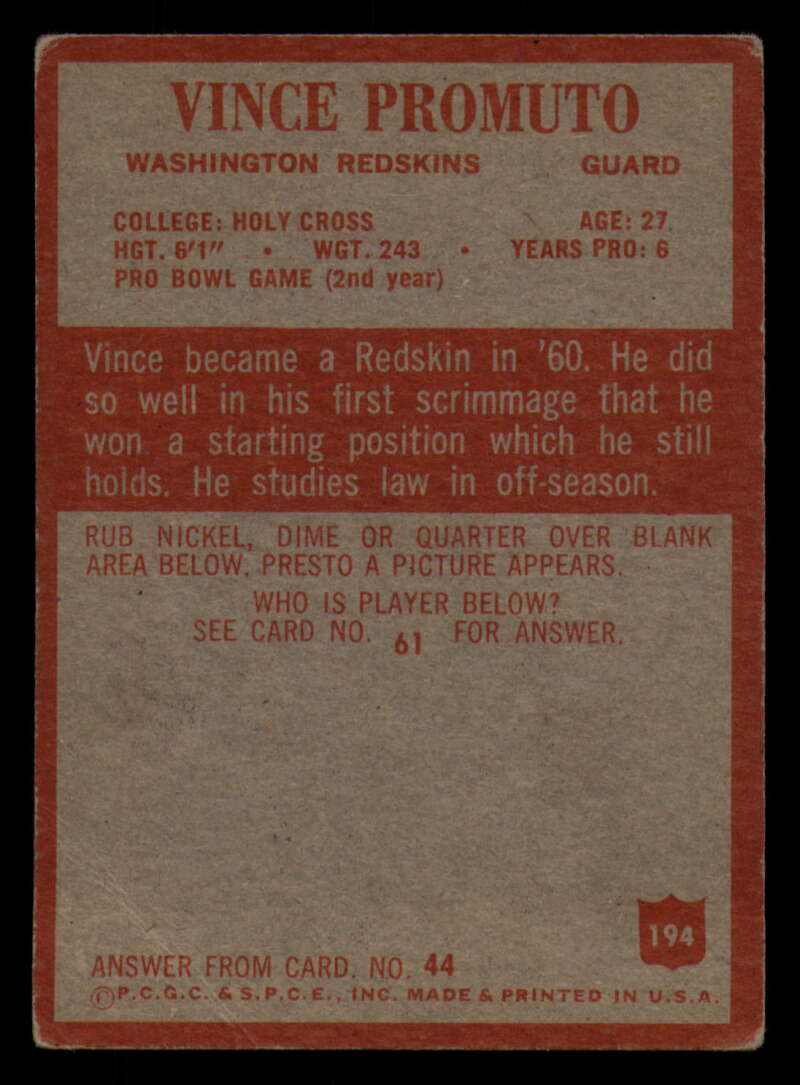 VINCE PROMUTO
WASHINGTON REDSKINS GUARD
COLLEGE: HOLY CROSS AGE: 27
HGT. 6'1" • WGT. 243 • YEARS PRO: 6
PRO BOWL GAME (2nd year)
Vince became a Redskin in '60. He did
so well in his first scrimmage that he
won a starting position which he still
holds. He studies law in off-season.
RUB NICKEL, DIME OR QUARTER OVER BLANK
AREA BELOW. PRESTO A PICTURE APPEARS.
WHO IS PLAYER BELOW?
SEE CARD NO. 61 FOR ANSWER.
194
ANSWER FROM CARD. NO. 44
©P.C.G.C. & S.P.C.E., INC. MADE & PRINTED IN U.S.A.